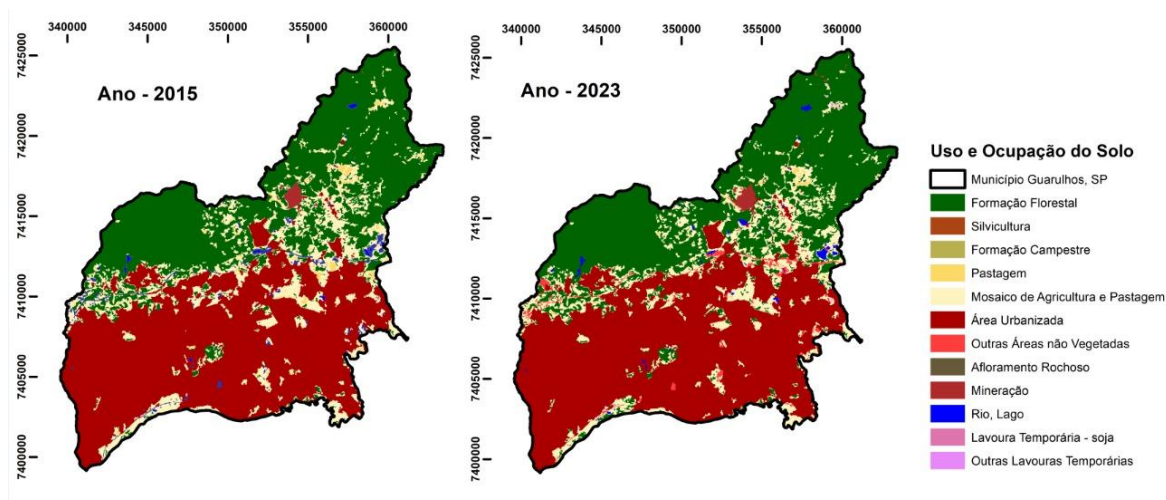 340000 345000 350000 355000 360000
7425000
7420000
7415000
7410000
7405000
7400000
Ano - 2015
340000 345000 350000 355000 360000
7425000
7420000
7415000
7410000
7405000
7400000
Ano - 2023
Uso e Ocupação do Solo
Município Guarulhos, SP
Formação Florestal
Silvicultura
Formação Campestre
Pastagem
Mosaico de Agricultura e Pastagem
Área Urbanizada
Outras Áreas não Vegetadas
Afloramento Rochoso
Mineração
Rio, Lago
Lavoura Temporária - soja
Outras Lavouras Temporárias